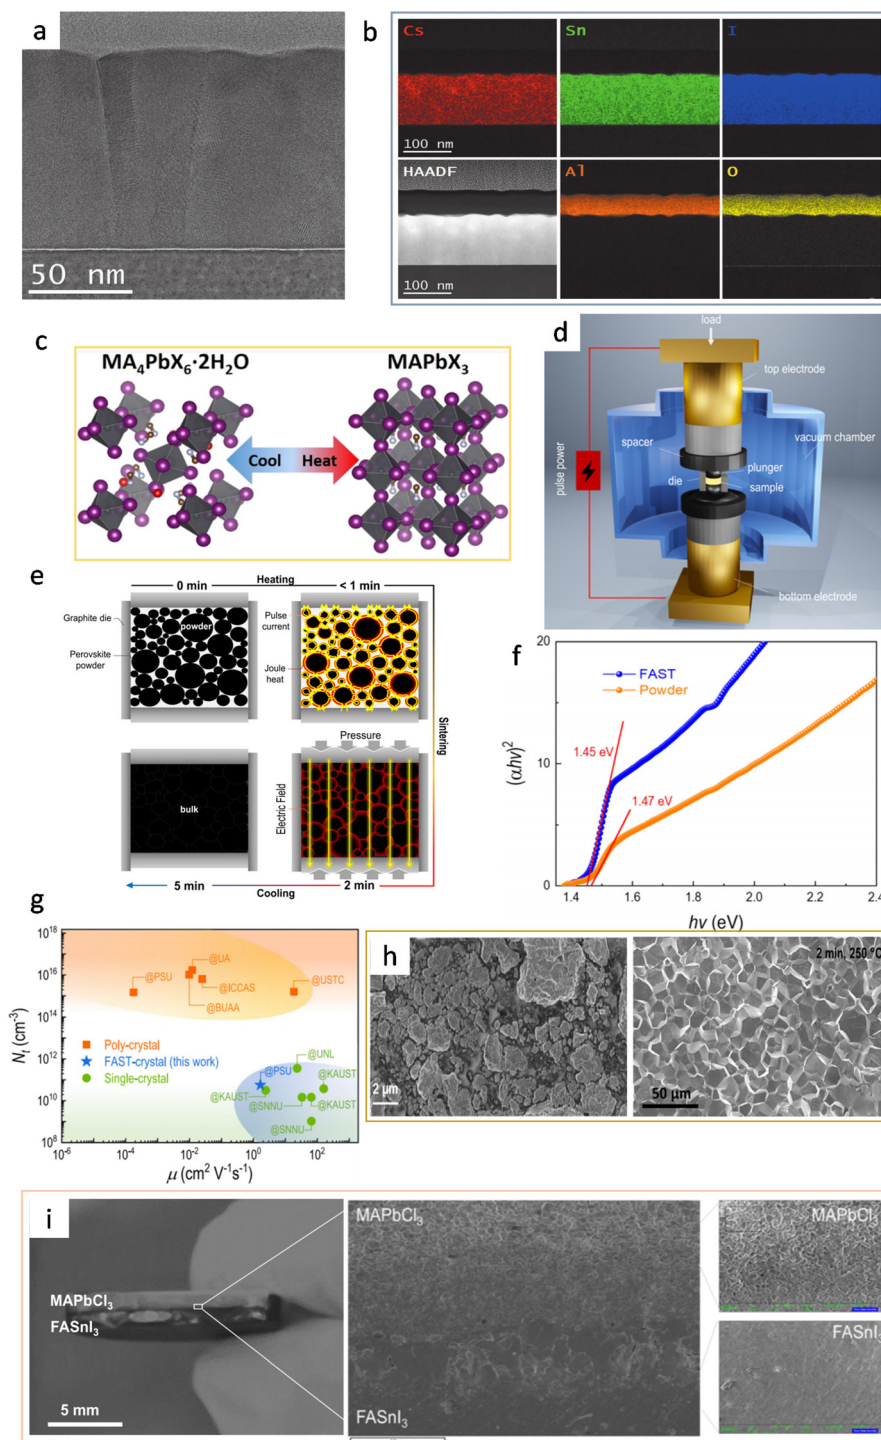 a
50 nm
b
Cs
Sn
I
100 nm
HAADF
Al
O
100 nm
c
MA₄PbX₆·2H₂O
MAPbX₃
Cool
Heat
d
load
top electrode
spacer
vacuum chamber
plunger
die
sample
pulse power
bottom electrode
e
0 min
Heating
< 1 min
Graphite die
powder
Pulse
current
Perovskite
powder
Joule
heat
Sintering
Pressure
bulk
Electric Field
5 min
Cooling
2 min
f
20
FAST
Powder
1.45 eV
(αhν)²
10
1.47 eV
0
1.4
1.6
1.8
2.0
2.2
2.4
hν (eV)
g
10¹⁸
@UA
@PSU
@USTC
10¹⁶
@ICCAS
@BUAA
10¹⁴
Nₜ (cm⁻³)
Poly-crystal
10¹²
FAST-crystal (this work)
@UNL
@PSU
Single-crystal
@KAUST
@KAUST
10¹⁰
@SNNU
@KAUST
@SNNU
10⁸
10⁻⁶
10⁻⁴
10⁻²
10⁰
10²
μ (cm² V⁻¹s⁻¹)
h
2 μm
2 min, 250 °C
50 μm
i
MAPbCl₃
FASnI₃
5 mm
MAPbCl₃
FASnI₃
MAPbCl₃
FASnI₃